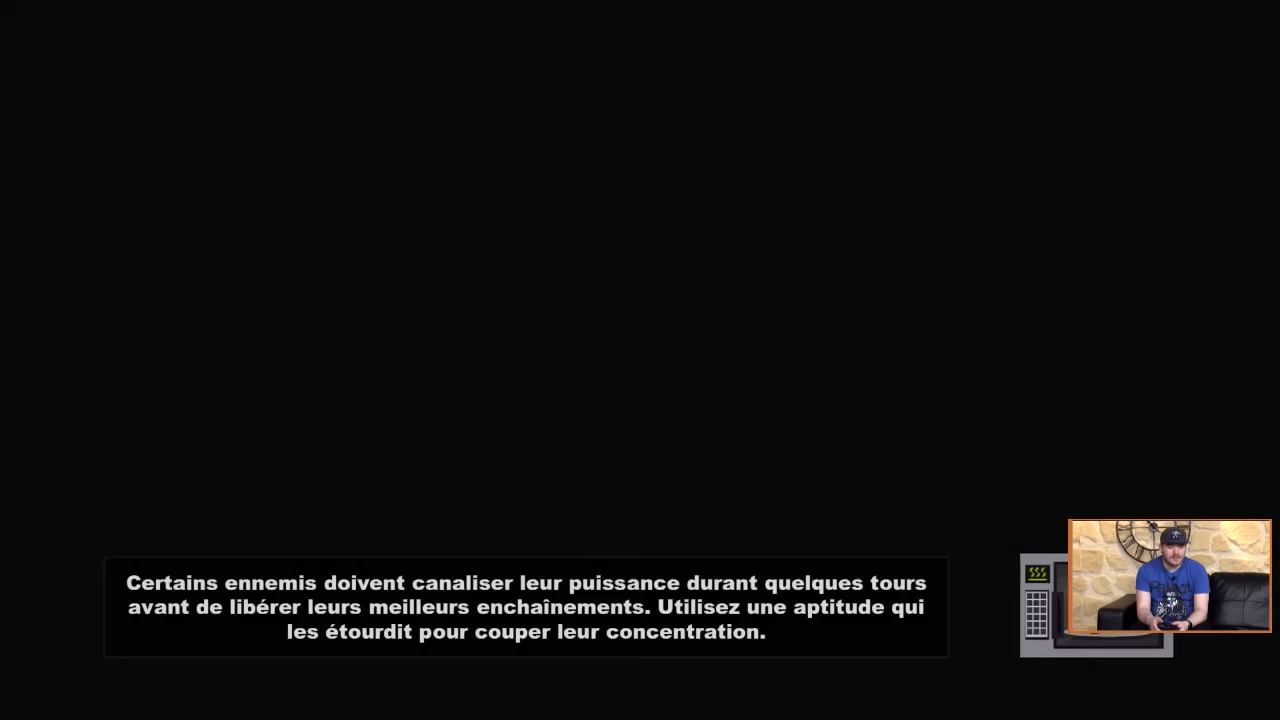 Certains ennemis doivent canaliser leur puissance durant quelques tours
avant de libérer leurs meilleurs enchaînements. Utilisez une aptitude qui
les étourdit pour couper leur concentration.